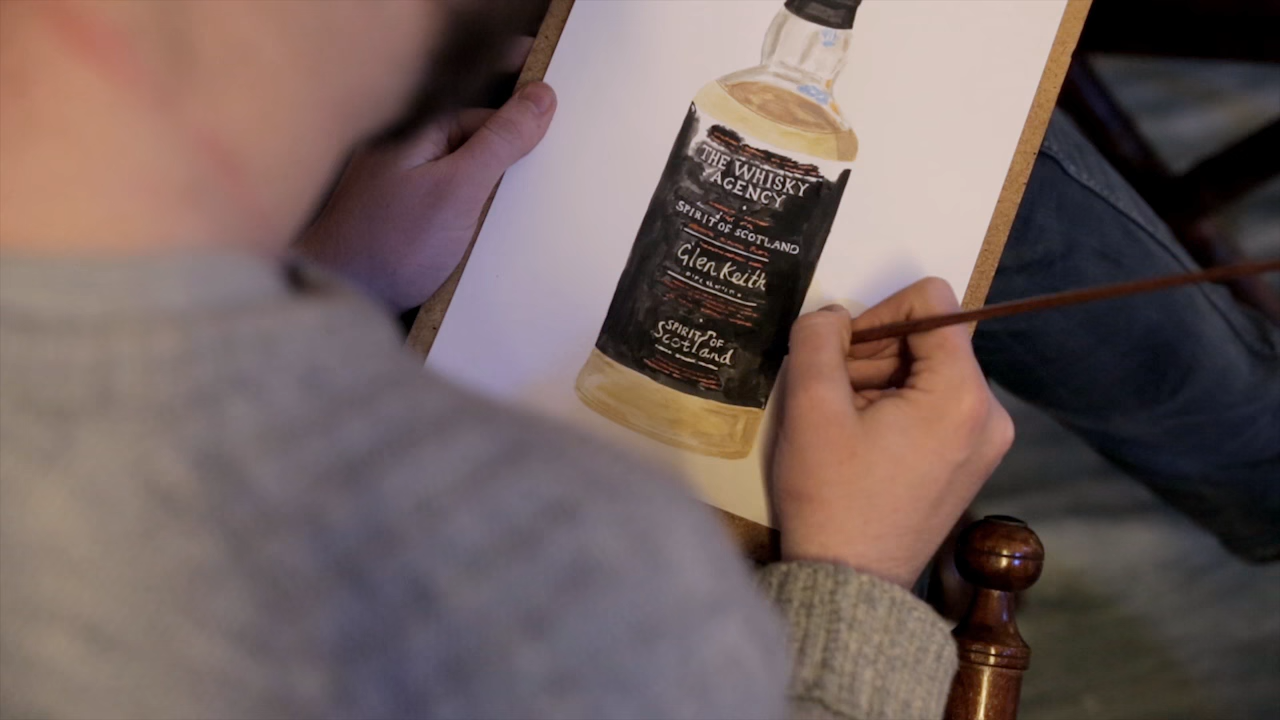 THE WHISKY
AGENCY
SPIRIT OF SCOTLAND
Glen Keith
SPIRIT OF
Scotland